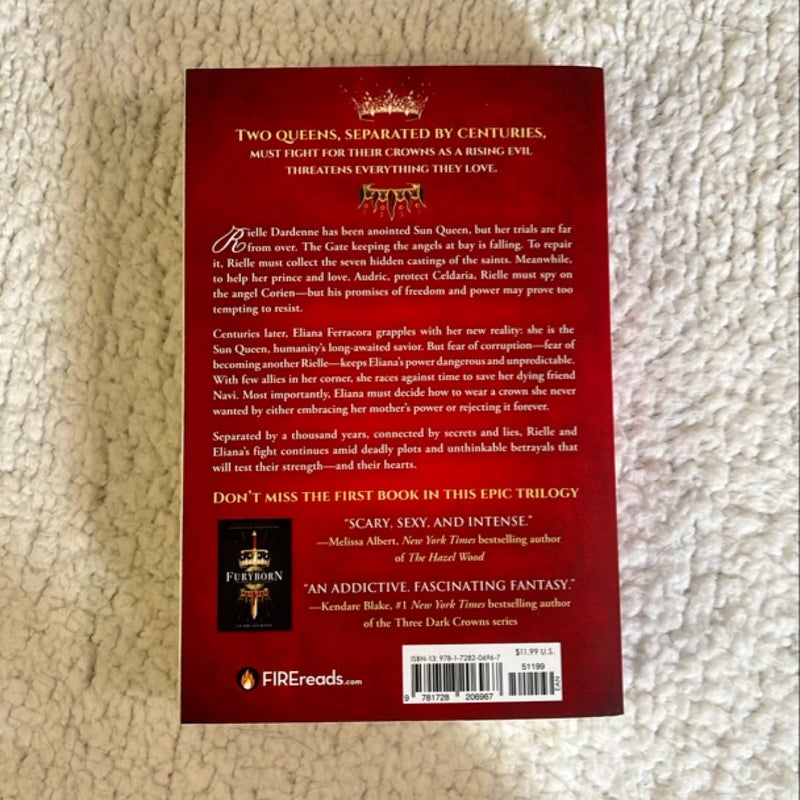 TWO QUEENS, SEPARATED BY CENTURIES,
MUST FIGHT FOR THEIR CROWNS AS A RISING EVIL
THREATENS EVERYTHING THEY LOVE.
Rielle Dardenne has been anointed Sun Queen, but her trials are far
from over. The Gate keeping the angels at bay is falling. To repair
it, Rielle must collect the seven hidden castings of the saints. Meanwhile,
to help her prince and love, Audric, protect Celdaria, Rielle must spy on
the angel Corien—but his promises of freedom and power may prove too
tempting to resist.
Centuries later, Eliana Ferracora grapples with her new reality: she is the
Sun Queen, humanity's long-awaited savior. But fear of corruption—fear of
becoming another Rielle—keeps Eliana's power dangerous and unpredictable.
With few allies in her corner, she races against time to save her dying friend
Navi. Most importantly, Eliana must decide how to wear a crown she never
wanted by either embracing her mother's power or rejecting it forever.
Separated by a thousand years, connected by secrets and lies, Rielle and
Eliana's fight continues amid deadly plots and unthinkable betrayals that
will test their strength—and their hearts.
DON'T MISS THE FIRST BOOK IN THIS EPIC TRILOGY
FURYBORN
"SCARY, SEXY, AND INTENSE."
—Melissa Albert, New York Times bestselling author
of The Hazel Wood
"AN ADDICTIVE, FASCINATING FANTASY."
—Kendare Blake, #1 New York Times bestselling author
of the Three Dark Crowns series
FIREreads.com
ISBN-13: 978-1-7282-0696-7
$11.99 U.S.
51199
9 781728 206967
EAN